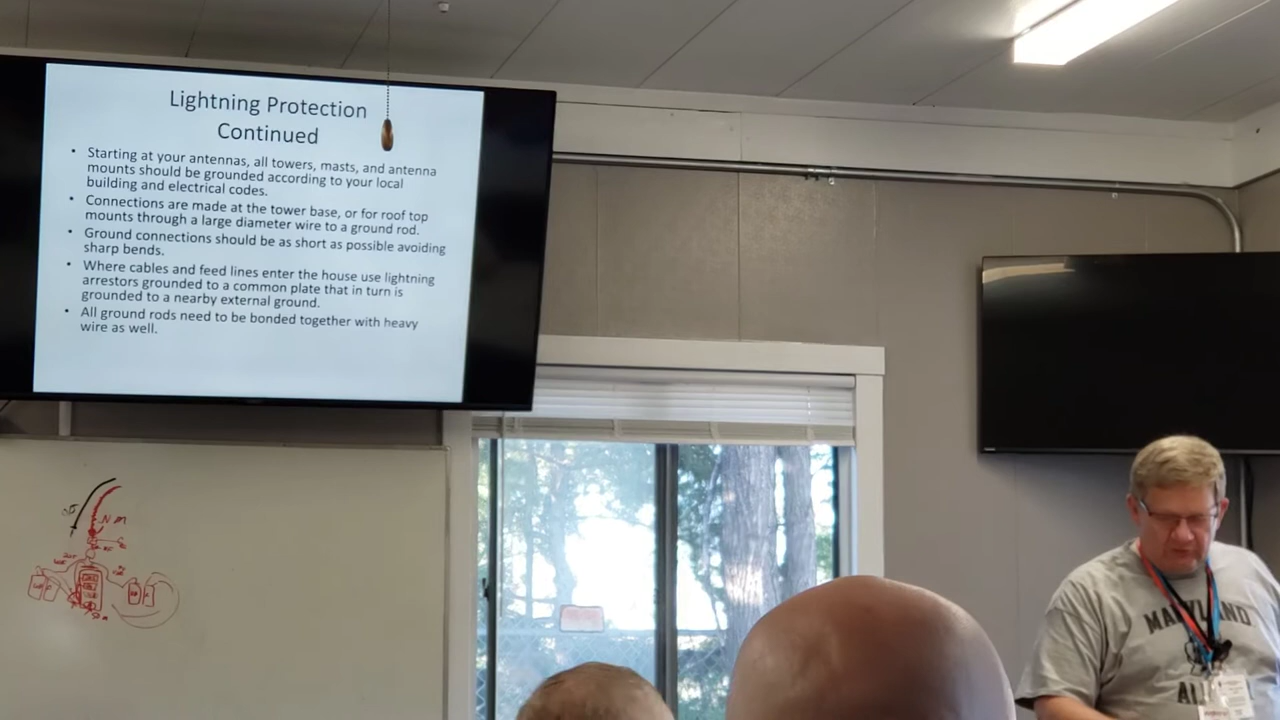 Lightning Protection
Continued
• Starting at your antennas, all towers, masts, and antenna
mounts should be grounded according to your local
building and electrical codes.
• Connections are made at the tower base, or for roof top
mounts through a large diameter wire to a ground rod.
• Ground connections should be as short as possible avoiding
sharp bends.
• Where cables and feed lines enter the house use lightning
arrestors grounded to a common plate that in turn is
grounded to a nearby external ground.
• All ground rods need to be bonded together with heavy
wire as well.
MARYLAND